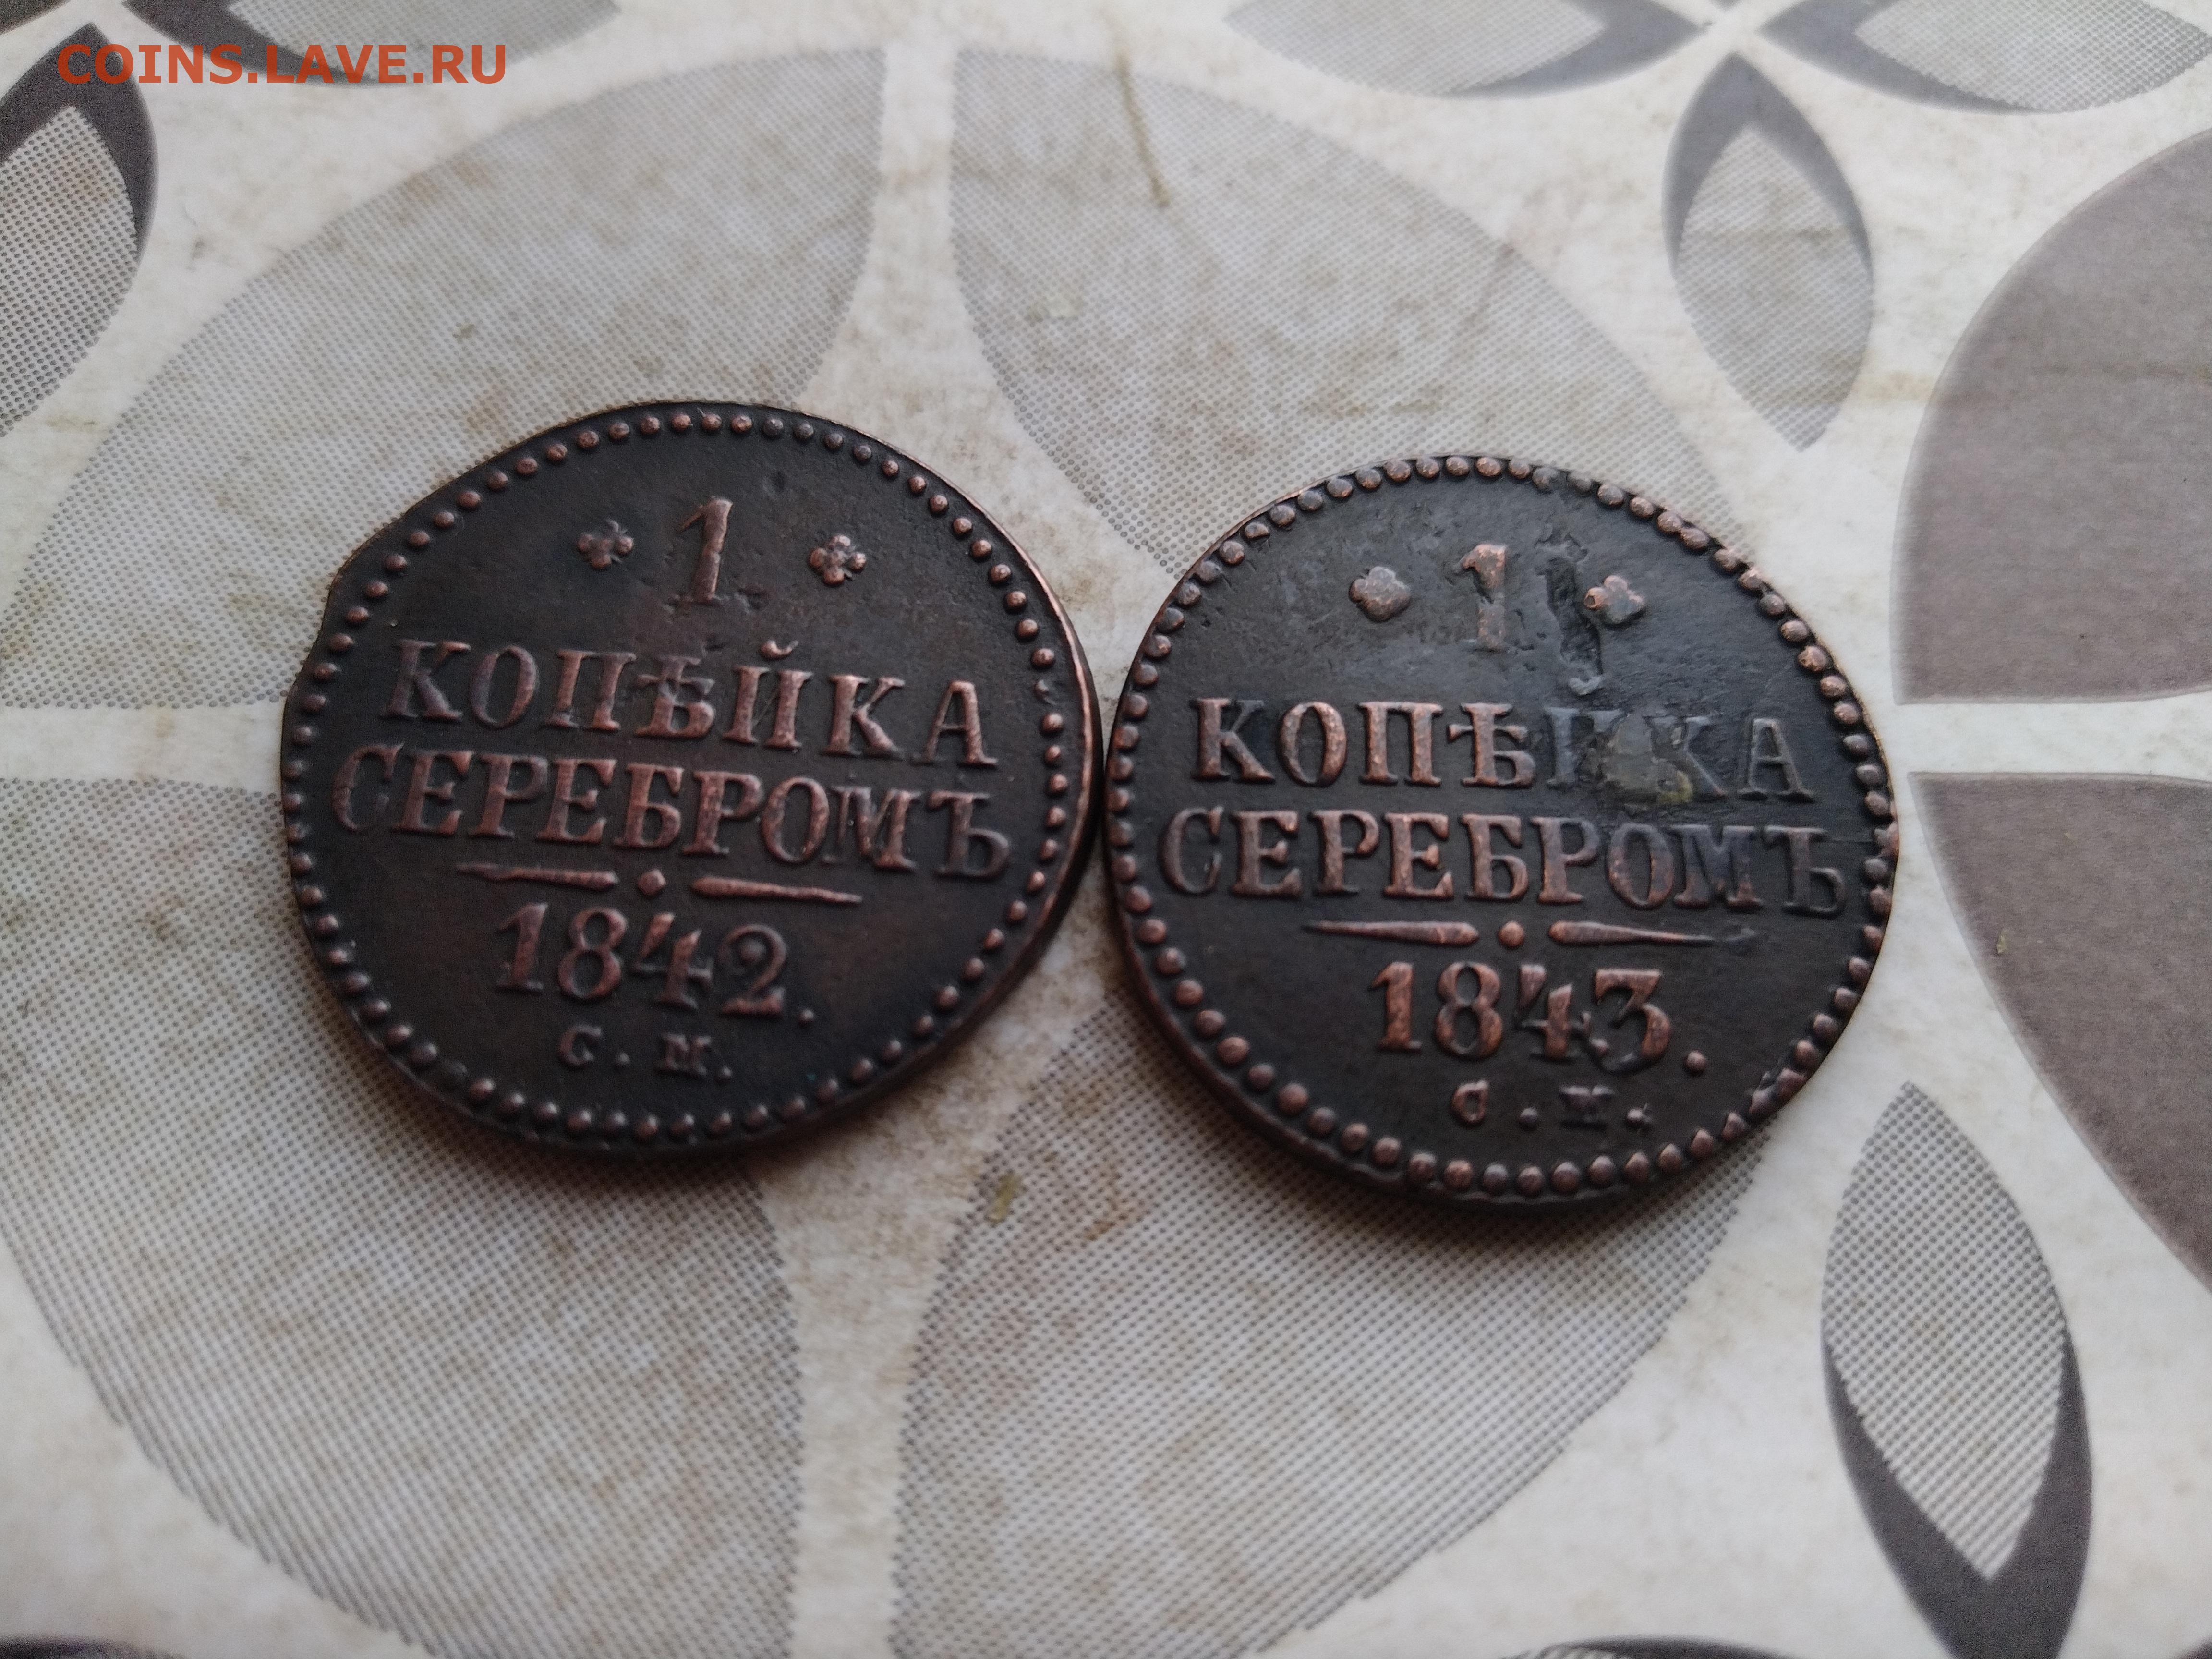 COINS.LAVE.RU
1
КОПѢЙКА
СЕРЕБРОМЪ
1842.
С.М.
1
КОПѢЙКА
СЕРЕБРОМЪ
1843.
С.М.